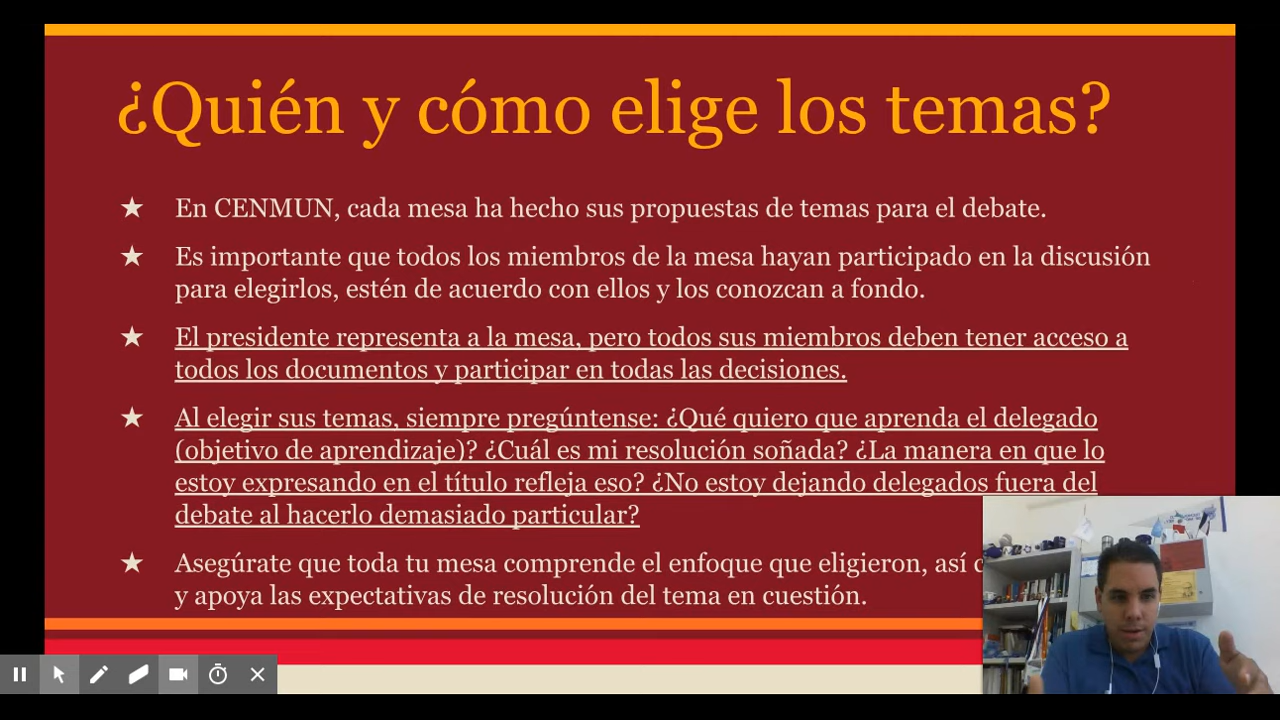 ¿Quién y cómo elige los temas?
★ En CENMUN, cada mesa ha hecho sus propuestas de temas para el debate.
★ Es importante que todos los miembros de la mesa hayan participado en la discusión
para elegirlos, estén de acuerdo con ellos y los conozcan a fondo.
★ El presidente representa a la mesa, pero todos sus miembros deben tener acceso a
todos los documentos y participar en todas las decisiones.
★ Al elegir sus temas, siempre pregúntense: ¿Qué quiero que aprenda el delegado
(objetivo de aprendizaje)? ¿Cuál es mi resolución soñada? ¿La manera en que lo
estoy expresando en el título refleja eso? ¿No estoy dejando delegados fuera del
debate al hacerlo demasiado particular?
★ Asegúrate que toda tu mesa comprende el enfoque que eligieron, así
y apoya las expectativas de resolución del tema en cuestión.